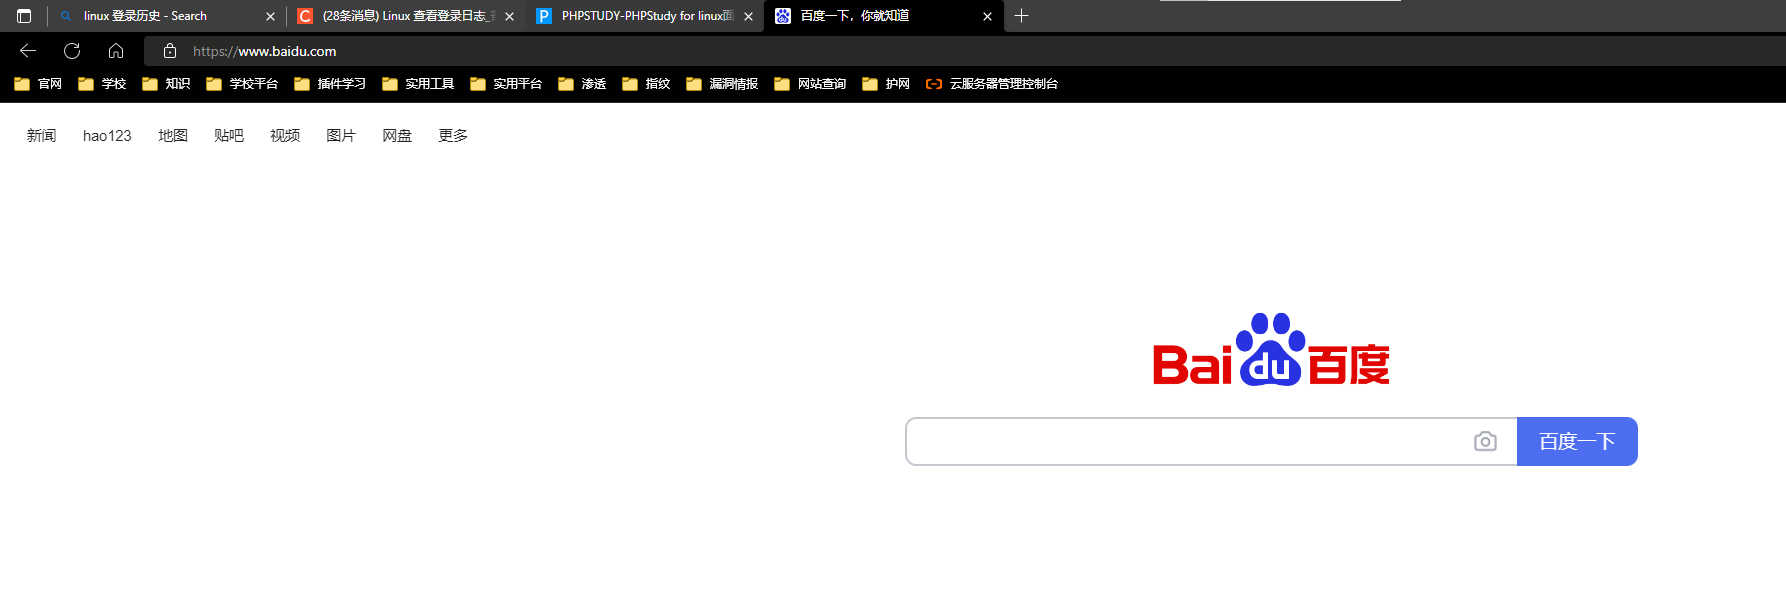 linux 登录历史 - Search
C (28条消息) Linux 查看登录日志_
P PHPSTUDY-PHPStudy for linux面
百度一下，你就知道
https://www.baidu.com
官网 学校 知识 学校平台 插件学习 实用工具 实用平台 渗透 指纹 漏洞情报 网站查询 护网 云服务器管理控制台
新闻 hao123 地图 贴吧 视频 图片 网盘 更多
Bai du 百度
百度一下